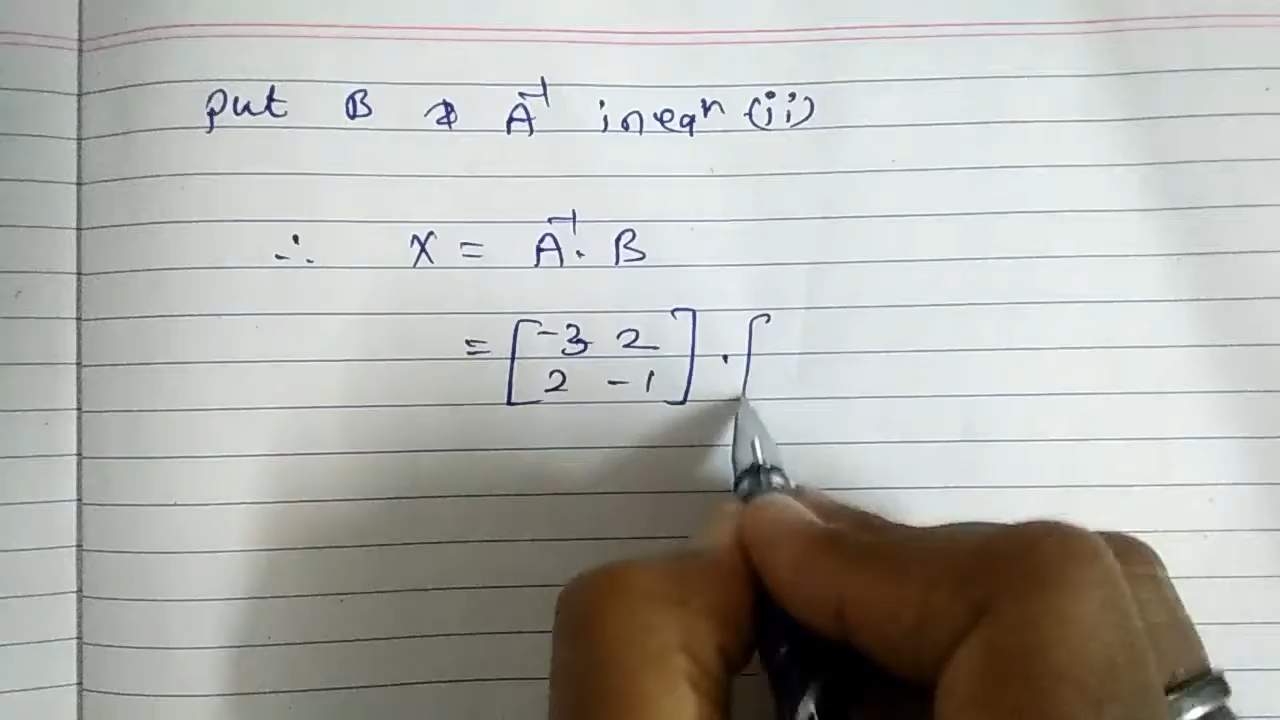 put B & A⁻¹ in eqn (ii)
∴ X = A⁻¹. B
= [-3 2] . [
2 -1